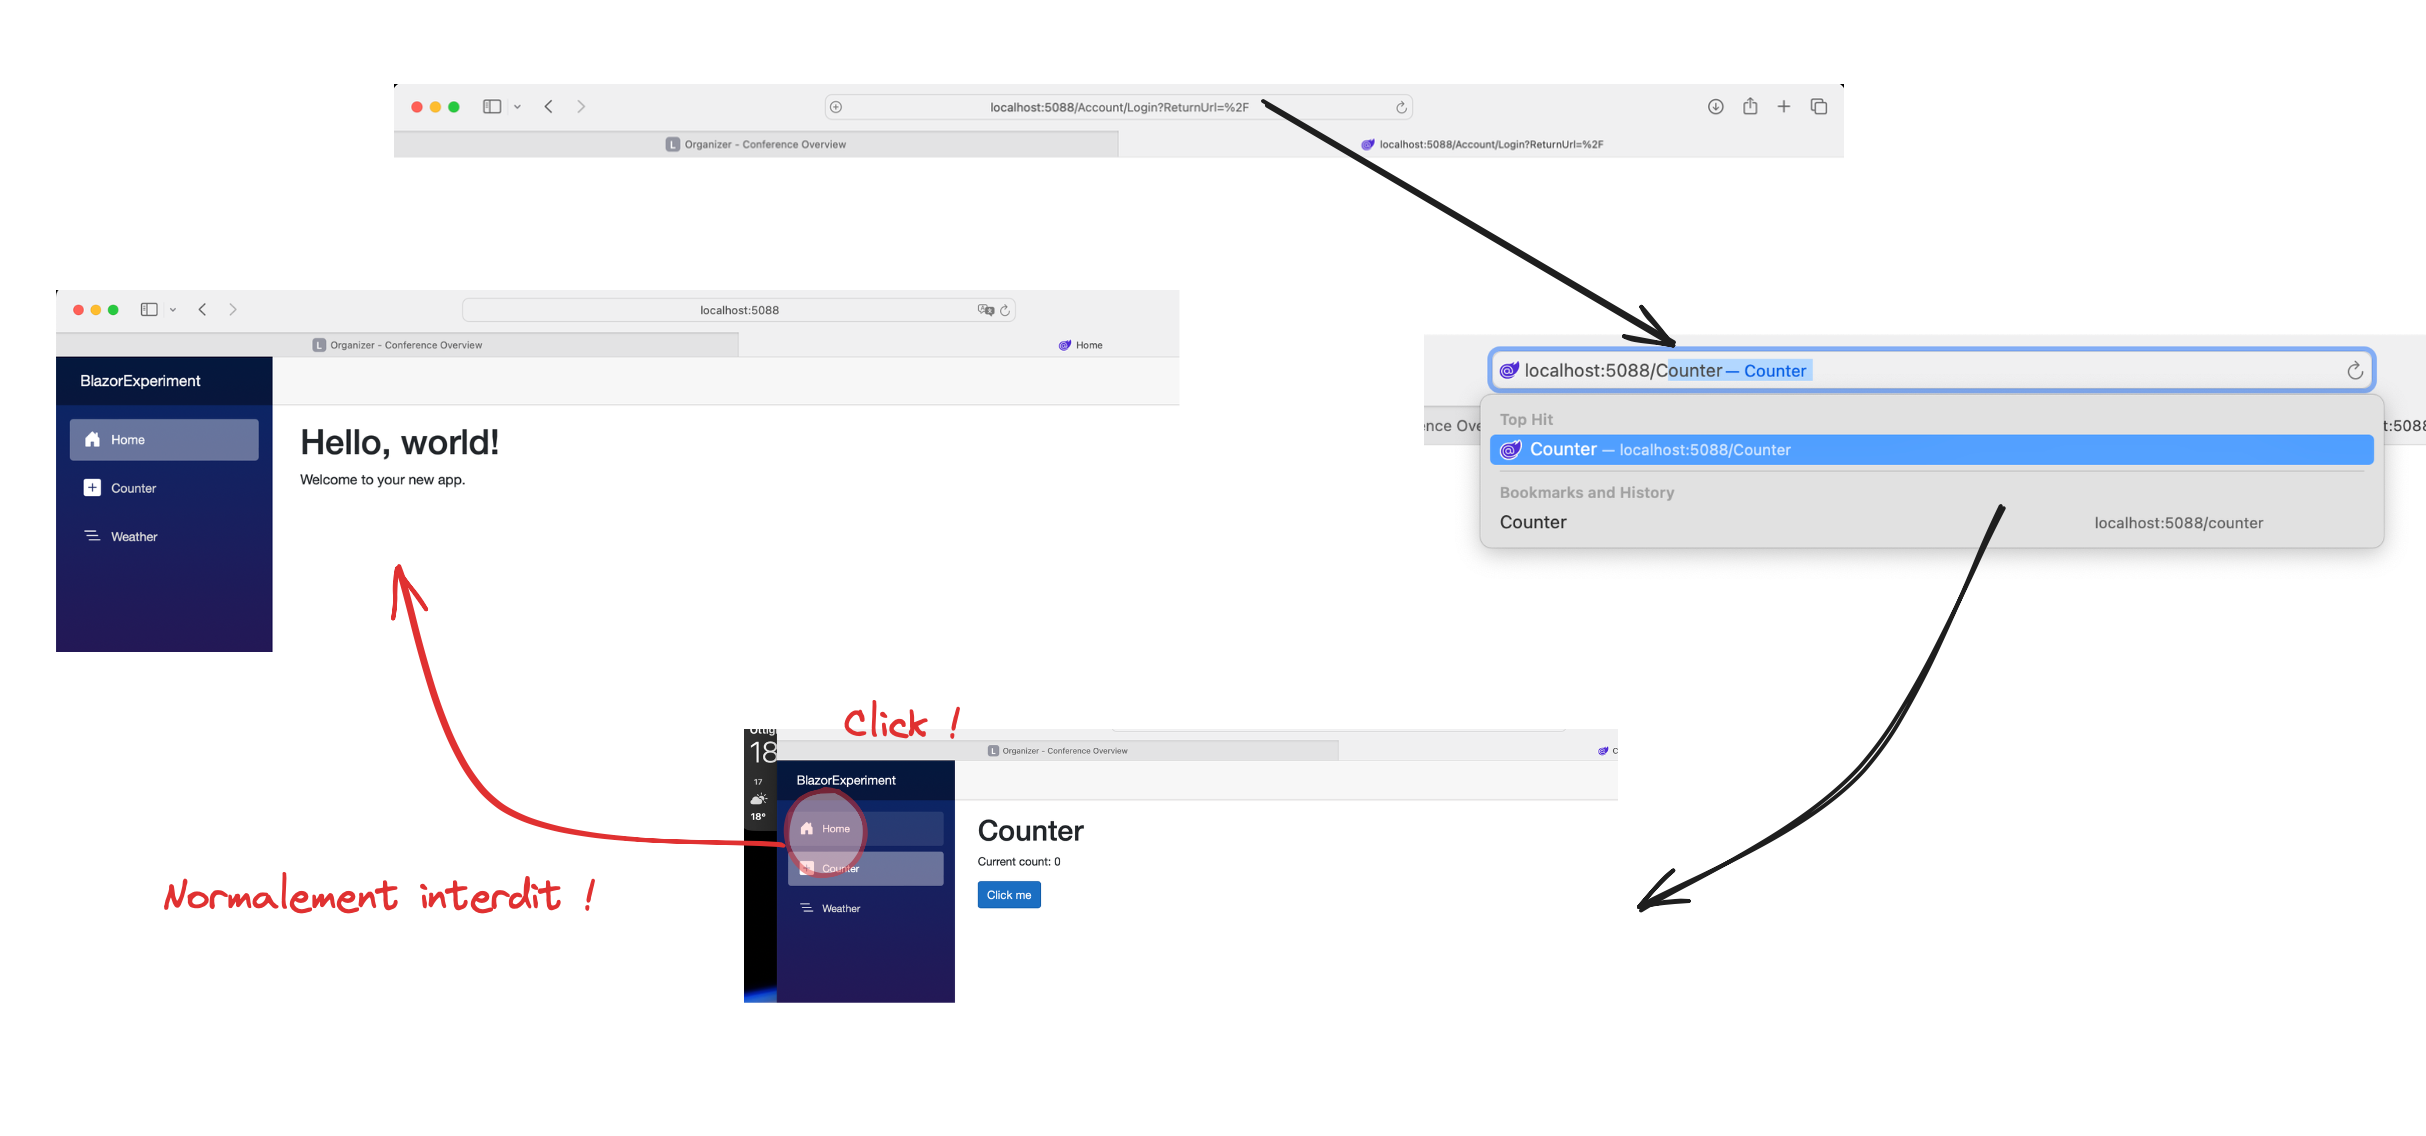 localhost:5088/Account/Login?ReturnUrl=%2F
L Organizer - Conference Overview
localhost:5088/Account/Login?ReturnUrl=%2F
localhost:5088
L Organizer - Conference Overview
Home
BlazorExperiment
Home
Counter
Weather
Hello, world!
Welcome to your new app.
localhost:5088/Counter — Counter
nce Ove
t:508
Top Hit
Counter — localhost:5088/Counter
Bookmarks and History
Counter localhost:5088/counter
Click !
18
17
18°
L Organizer - Conference Overview
C
BlazorExperiment
Home
Counter
Weather
Counter
Current count: 0
Click me
Normalement interdit !